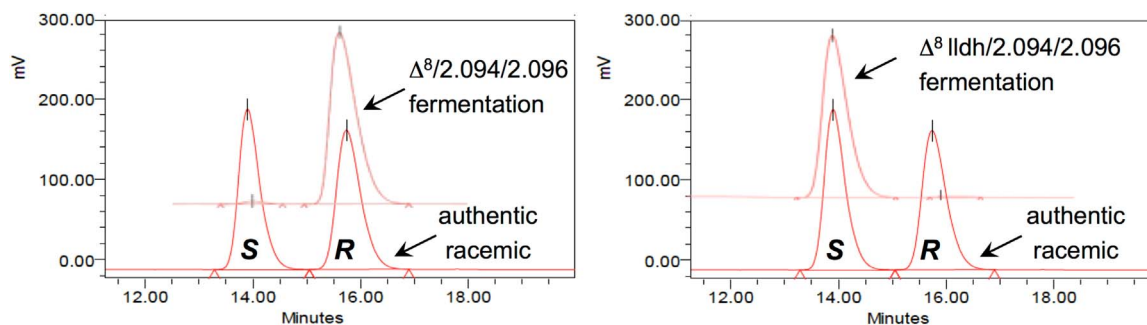 300.00
mV
200.00
100.00
0.00
Δ⁸/2.094/2.096
fermentation
authentic
racemic
S
R
12.00 14.00 16.00 18.00
Minutes
300.00
mV
200.00
100.00
0.00
Δ⁸ lldh/2.094/2.096
fermentation
authentic
racemic
S
R
12.00 14.00 16.00 18.00
Minutes